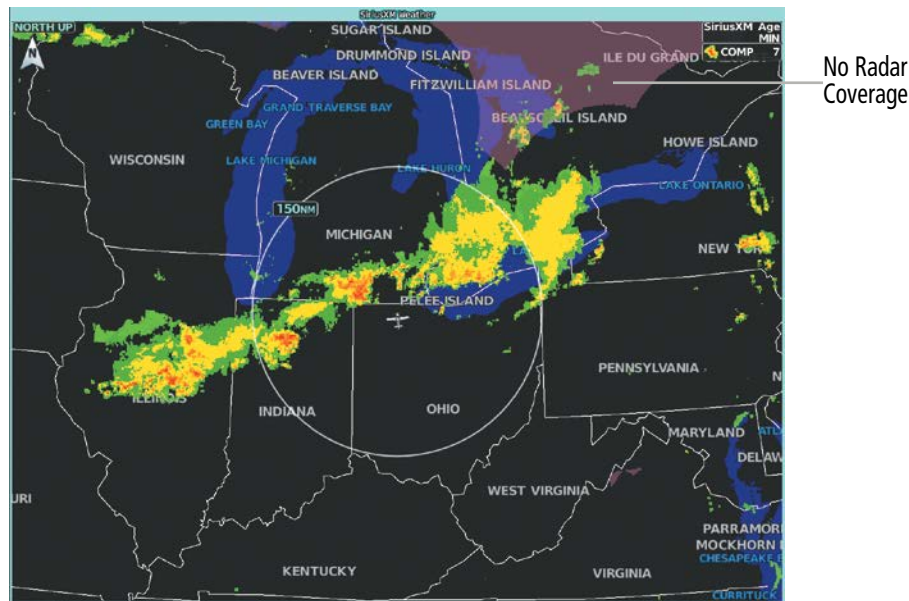 SiriusXM Weather
NORTH UP
N
SiriusXM Age
MIN
COMP 7
SUGAR ISLAND
DRUMMOND ISLAND
ILE DU GRAND
BEAVER ISLAND
FITZWILLIAM ISLAND
No Radar
Coverage
GRAND TRAVERSE BAY
GREEN BAY
BEAUSOLEIL ISLAND
HOWE ISLAND
WISCONSIN
LAKE MICHIGAN
LAKE HURON
LAKE ONTARIO
150NM
MICHIGAN
NEW YORK
PELEE ISLAND
PENNSYLVANIA
N
ILLINOIS
INDIANA
OHIO
MARYLAND
ATL
DELAW
WEST VIRGINIA
URI
PARRAMOR
MOCKHORN
CHESAPEAKE
KENTUCKY
VIRGINIA
CURRITUCK